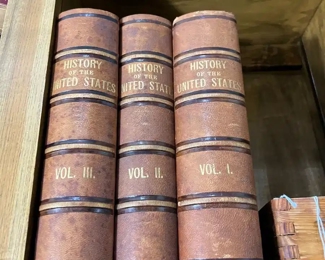 HISTORY
OF THE
UNITED STATES
VOL. III.
HISTORY
OF THE
UNITED STATES
VOL. II.
HISTORY
OF THE
UNITED STATES
VOL. I.